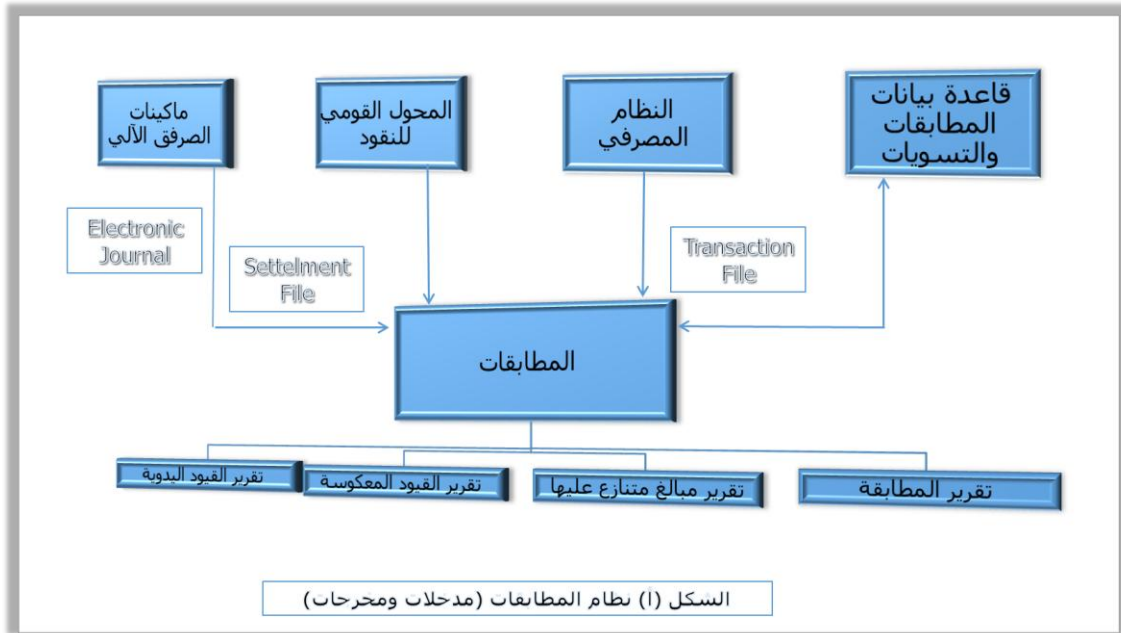 ماكينات
الصرفق الآلي
المحول القومي
للنقود
النظام
المصرفي
قاعدة بيانات
المطابقات
والتسويات
Electronic
Journal
Settelment
File
Transaction
File
المطابقات
تقرير القيود اليدوية
تقرير القيود المعكوسة
تقرير مبالغ متنازع عليها
تقرير المطابقة
الشكل (أ) نظام المطابقات (مدخلات ومخرجات)